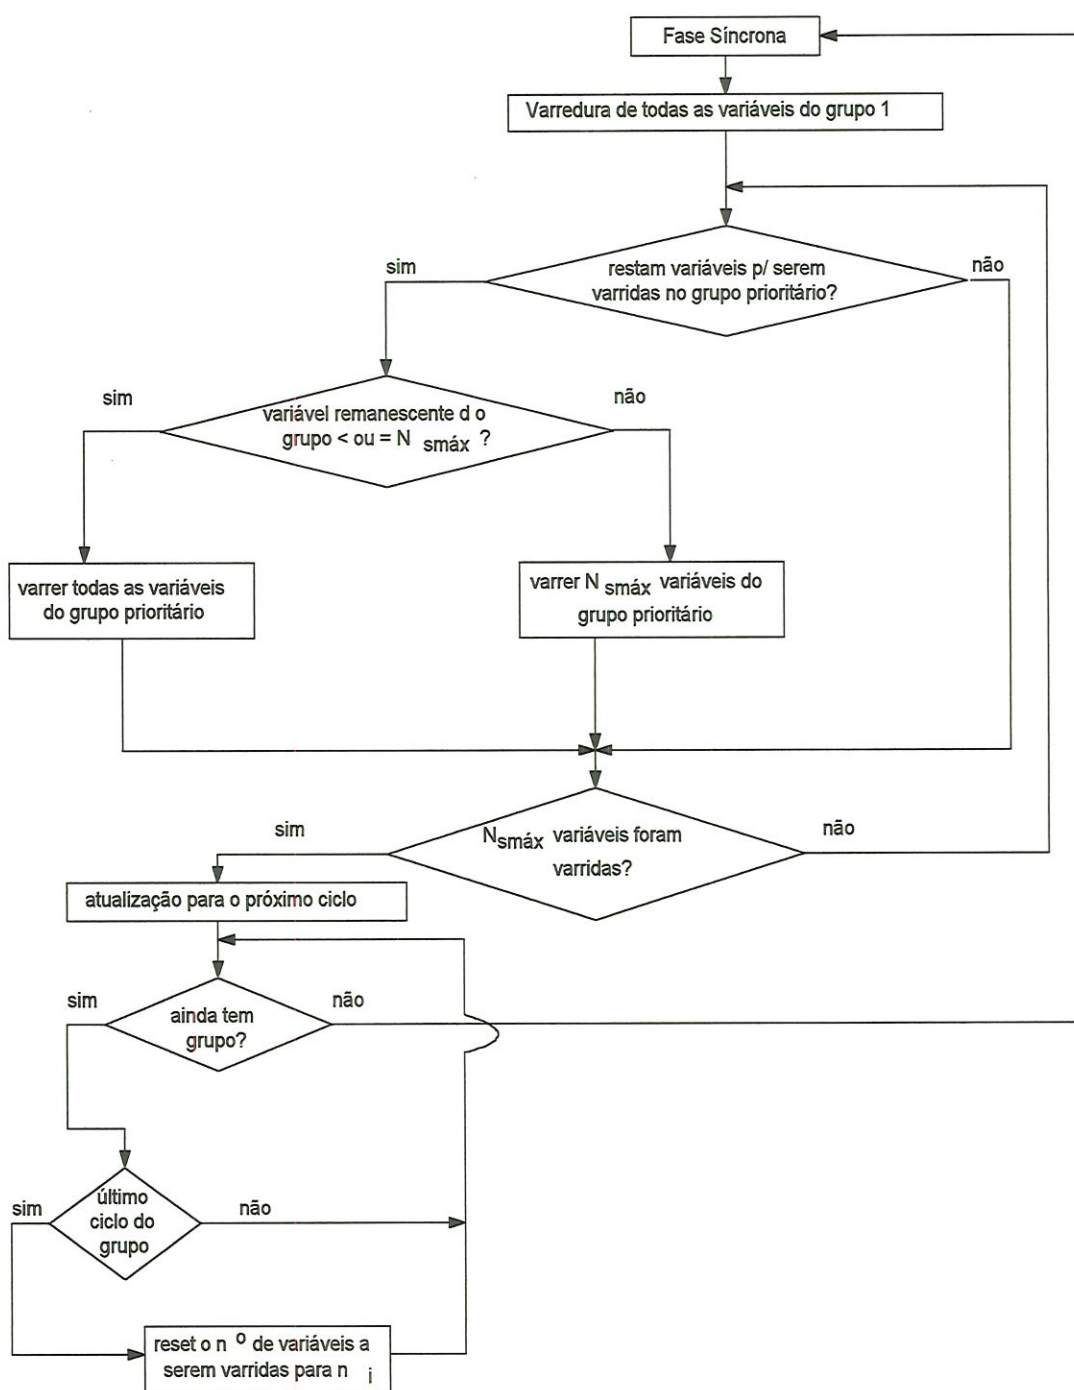 Fase Síncrona
Varredura de todas as variáveis do grupo 1
restam variáveis p/ serem
varridas no grupo prioritário?
sim
não
variável remanescente d o
grupo < ou = N smáx ?
sim
não
varrer todas as variáveis
do grupo prioritário
varrer N smáx variáveis do
grupo prioritário
N smáx variáveis foram
varridas?
sim
não
atualização para o próximo ciclo
ainda tem
grupo?
sim
não
último
ciclo do
grupo
sim
não
reset o n º de variáveis a
serem varridas para n i